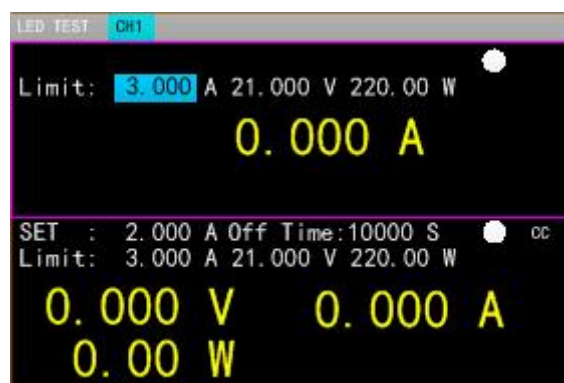 LED TEST CH1
Limit: 3.000 A 21.000 V 220.00 W
0.000 A
SET : 2.000 A Off Time:10000 S CC
Limit: 3.000 A 21.000 V 220.00 W
0.000 V 0.000 A
0.00 W